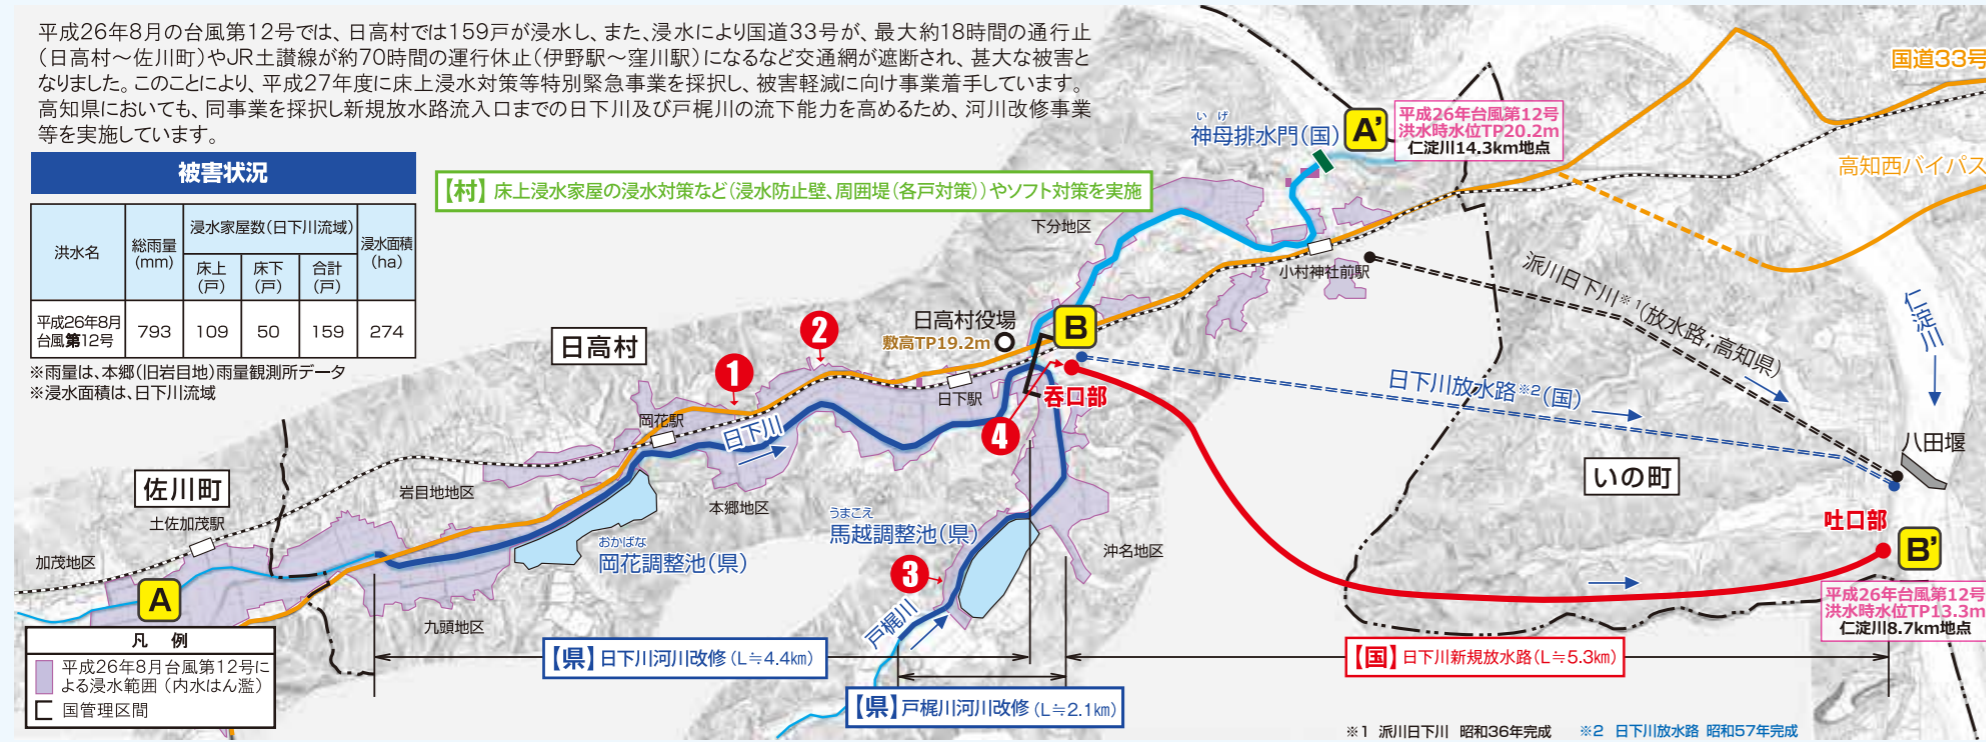 平成26年8月の台風第12号では、日高村では159戸が浸水し、また、浸水により国道33号が、最大約18時間の通行止
(日高村～佐川町)やJR土讃線が約70時間の運行休止(伊野駅～窪川駅)になるなど交通網が遮断され、甚大な被害と
なりました。このことにより、平成27年度に床上浸水対策等特別緊急事業を採択し、被害軽減に向け事業着手しています。
高知県においても、同事業を採択し新規放水路流入口までの日下川及び戸梶川の流下能力を高めるため、河川改修事業
等を実施しています。
被害状況
洪水名 総雨量(mm) 浸水家屋数(日下川流域) 浸水面積(ha)
床上(戸) 床下(戸) 合計(戸)
平成26年8月台風第12号 793 109 50 159 274
※雨量は、本郷(旧岩目地)雨量観測所データ
※浸水面積は、日下川流域
【村】床上浸水家屋の浸水対策など(浸水防止壁、周囲堤(各戸対策))やソフト対策を実施
いげ
神母排水門(国)
A'
平成26年台風第12号
洪水時水位TP20.2m
仁淀川14.3km地点
国道33号
高知西バイパス
下分地区
小村神社前駅
派川日下川※1(放水路;高知県)
仁淀川
日高村
2
日高村役場
敷高TP19.2m
B
1
日下駅
呑口部
日下川放水路※2(国)
岡花駅
日下川
4
八田堰
いの町
佐川町
岩目地地区
本郷地区
土佐加茂駅
うまこえ
馬越調整池(県)
吐口部
加茂地区
おかばな
岡花調整池(県)
沖名地区
B'
3
A
戸梶川
九頭地区
平成26年台風第12号
洪水時水位TP13.3m
仁淀川8.7km地点
凡 例
平成26年8月台風第12号に
よる浸水範囲(内水はん濫)
国管理区間
【県】日下川河川改修(L≒4.4km)
【国】日下川新規放水路(L≒5.3km)
【県】戸梶川河川改修(L≒2.1km)
※1 派川日下川 昭和36年完成 ※2 日下川放水路 昭和57年完成